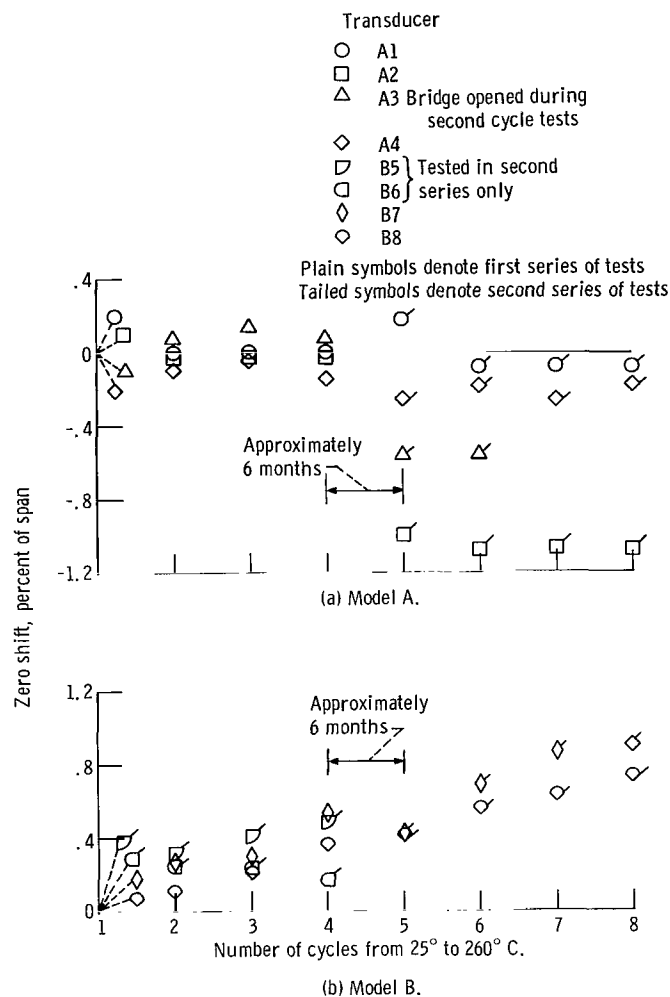 Transducer
A1
A2
A3 Bridge opened during
second cycle tests
A4
B5 Tested in second
B6 series only
B7
B8
Plain symbols denote first series of tests
Tailed symbols denote second series of tests
.4
0
-.4
-.8
-1.2
Approximately
6 months
(a) Model A.
Zero shift, percent of span
1.2
.8
.4
0
Approximately
6 months
1 2 3 4 5 6 7 8
Number of cycles from 25° to 260° C.
(b) Model B.